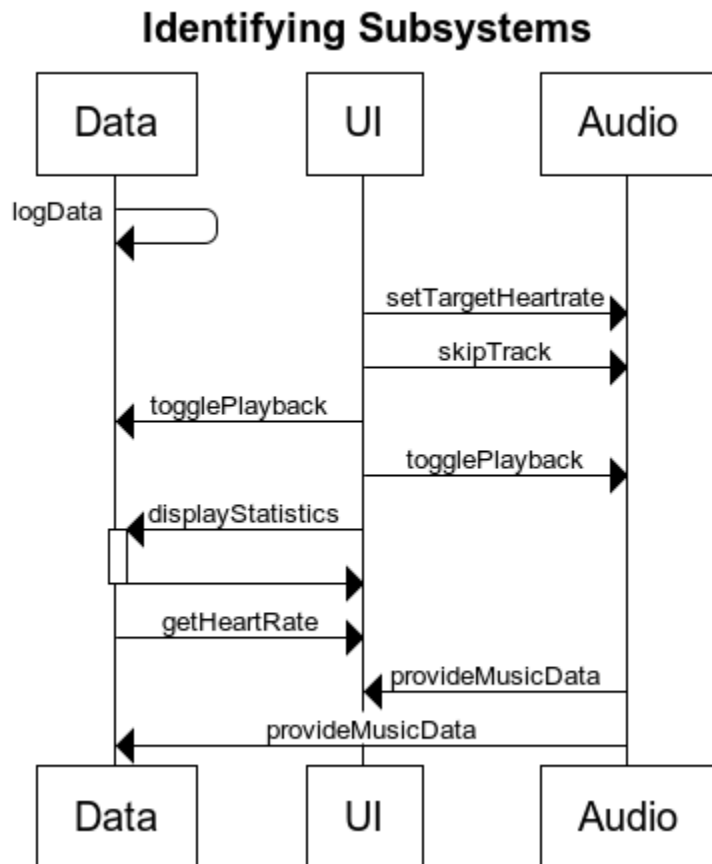 Identifying Subsystems
Data
UI
Audio
logData
setTargetHeartrate
skipTrack
togglePlayback
togglePlayback
displayStatistics
getHeartRate
provideMusicData
provideMusicData
Data
UI
Audio